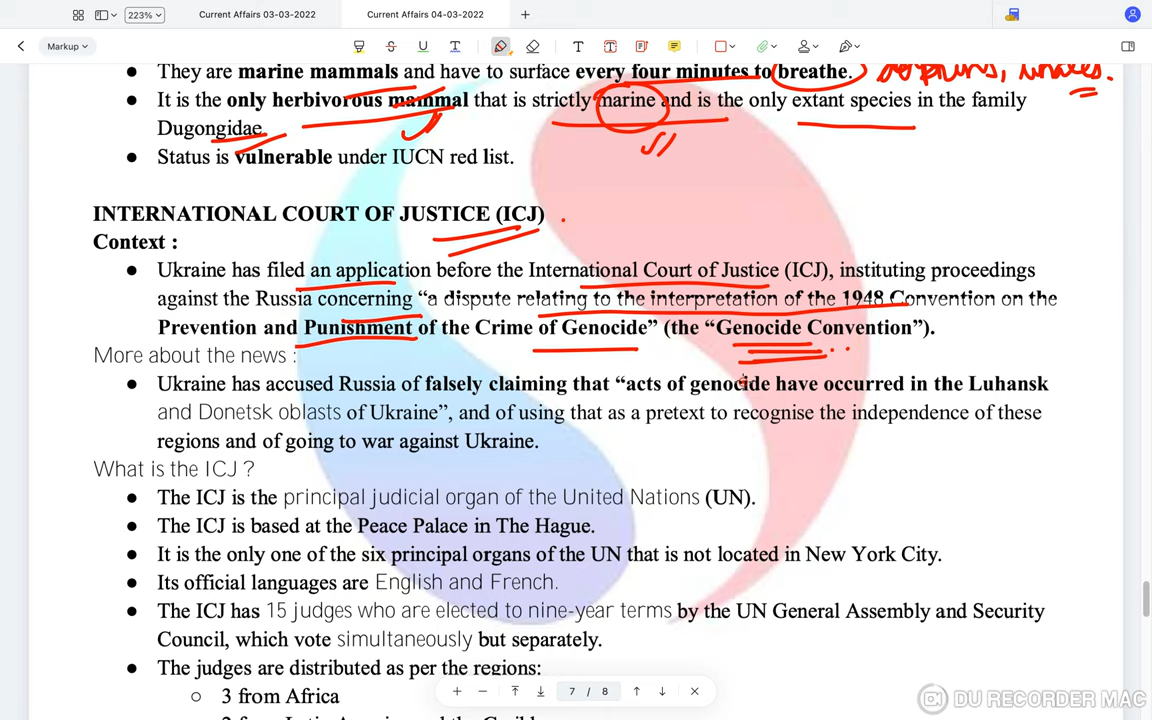 Current Affairs 03-03-2022
Current Affairs 04-03-2022
223%
Markup
They are marine mammals and have to surface every four minutes to breathe.
It is the only herbivorous mammal that is strictly marine and is the only extant species in the family
Dugongidae.
Status is vulnerable under IUCN red list.
INTERNATIONAL COURT OF JUSTICE (ICJ)
Context :
Ukraine has filed an application before the International Court of Justice (ICJ), instituting proceedings
against the Russia concerning “a dispute relating to the interpretation of the 1948 Convention on the
Prevention and Punishment of the Crime of Genocide” (the “Genocide Convention”).
More about the news :
Ukraine has accused Russia of falsely claiming that “acts of genocide have occurred in the Luhansk
and Donetsk oblasts of Ukraine”, and of using that as a pretext to recognise the independence of these
regions and of going to war against Ukraine.
What is the ICJ ?
The ICJ is the principal judicial organ of the United Nations (UN).
The ICJ is based at the Peace Palace in The Hague.
It is the only one of the six principal organs of the UN that is not located in New York City.
Its official languages are English and French.
The ICJ has 15 judges who are elected to nine-year terms by the UN General Assembly and Security
Council, which vote simultaneously but separately.
The judges are distributed as per the regions:
3 from Africa
7 / 8
DU RECORDER MAC